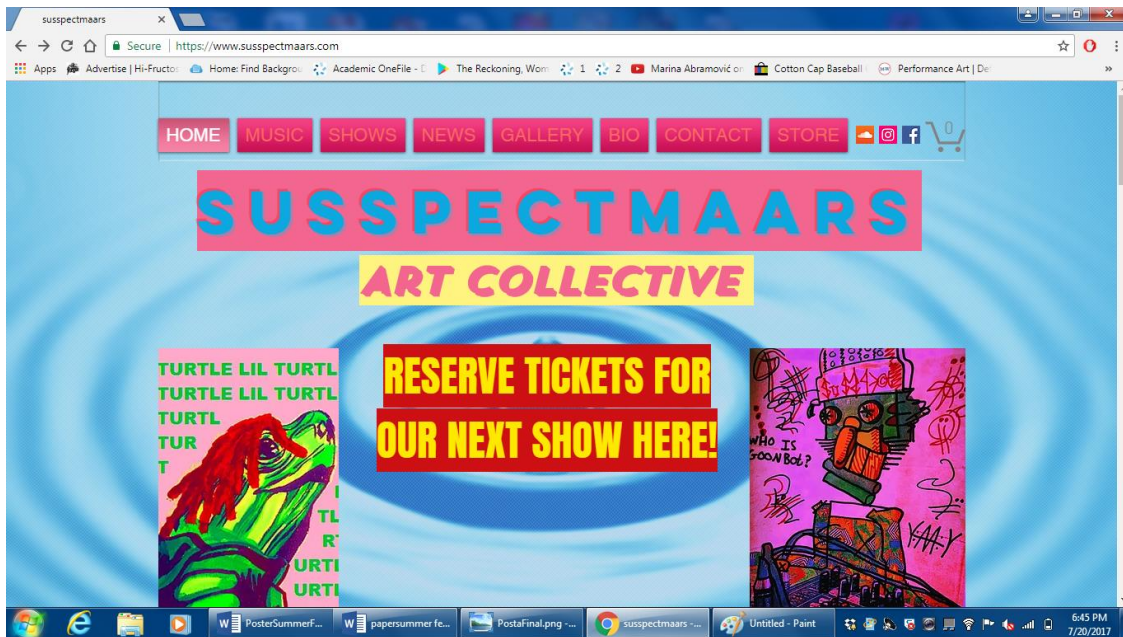 susspectmaars
Secure https://www.susspectmaars.com
Apps Advertise | Hi-Fructo Home: Find Backgrou Academic OneFile - The Reckoning, Wom 1 2 Marina Abramović on Cotton Cap Baseball Performance Art | De »
HOME MUSIC SHOWS NEWS GALLERY BIO CONTACT STORE 0
SUSSPECTMAARS
ART COLLECTIVE
RESERVE TICKETS FOR
OUR NEXT SHOW HERE!
TURTLE LIL TURTL
TURTLE LIL TURTL
TURTL
TUR
T
TL
R
URTL
URTL
WHO IS
GOONBOT?
PosterSummerF... papersummer fe... PostaFinal.png -... susspectmaars -... Untitled - Paint 6:45 PM
7/20/2017